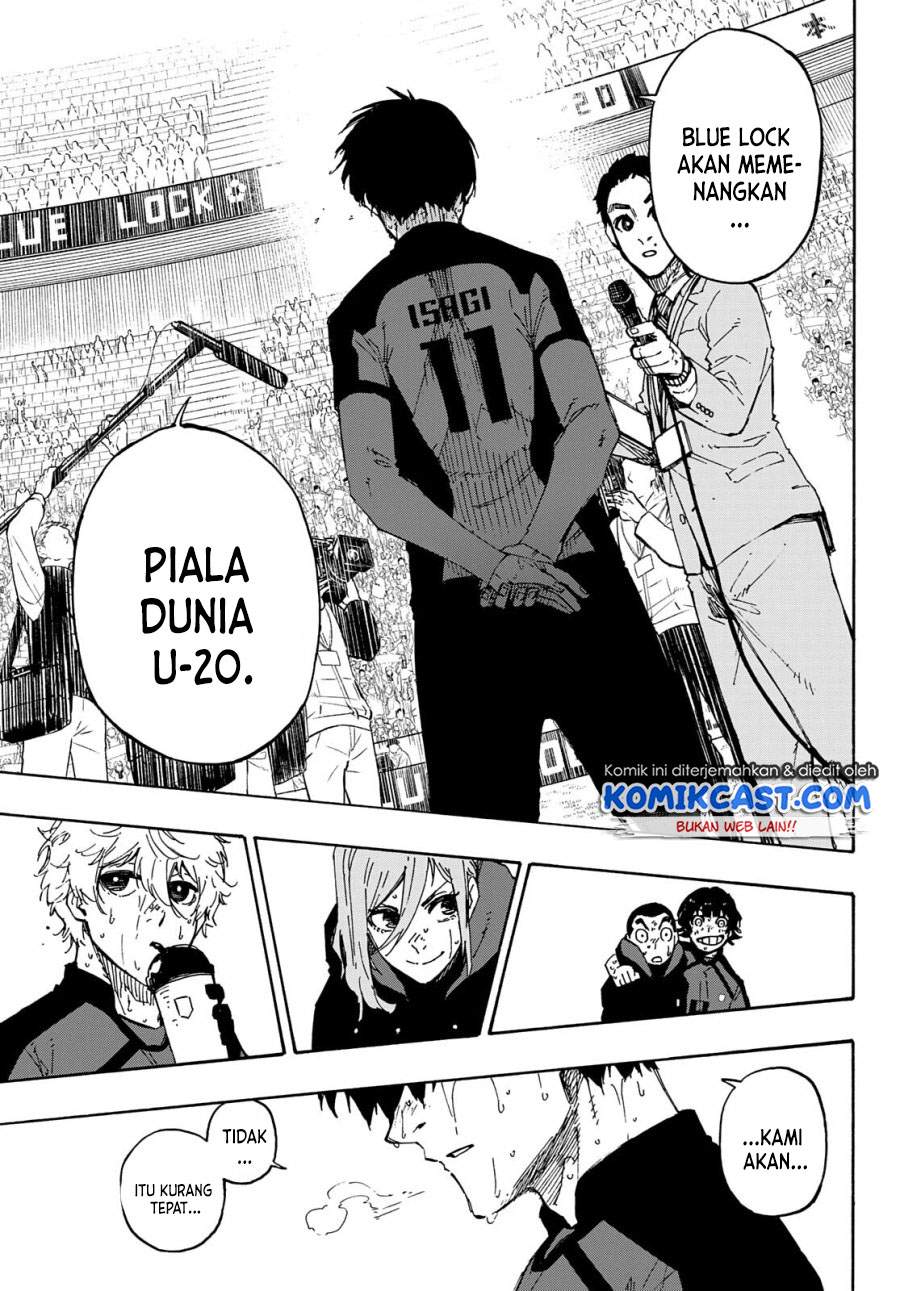 BLUE LOCK
AKAN MEME-
NANGKAN
...
20
BLUE LOCK
ISAGI
11
PIALA
DUNIA
U-20.
Komik ini diterjemahkan & diedit oleh
KOMIKCAST.COM
BUKAN WEB LAIN!!
...KAMI
AKAN...
TIDAK
...
ITU KURANG
TEPAT...